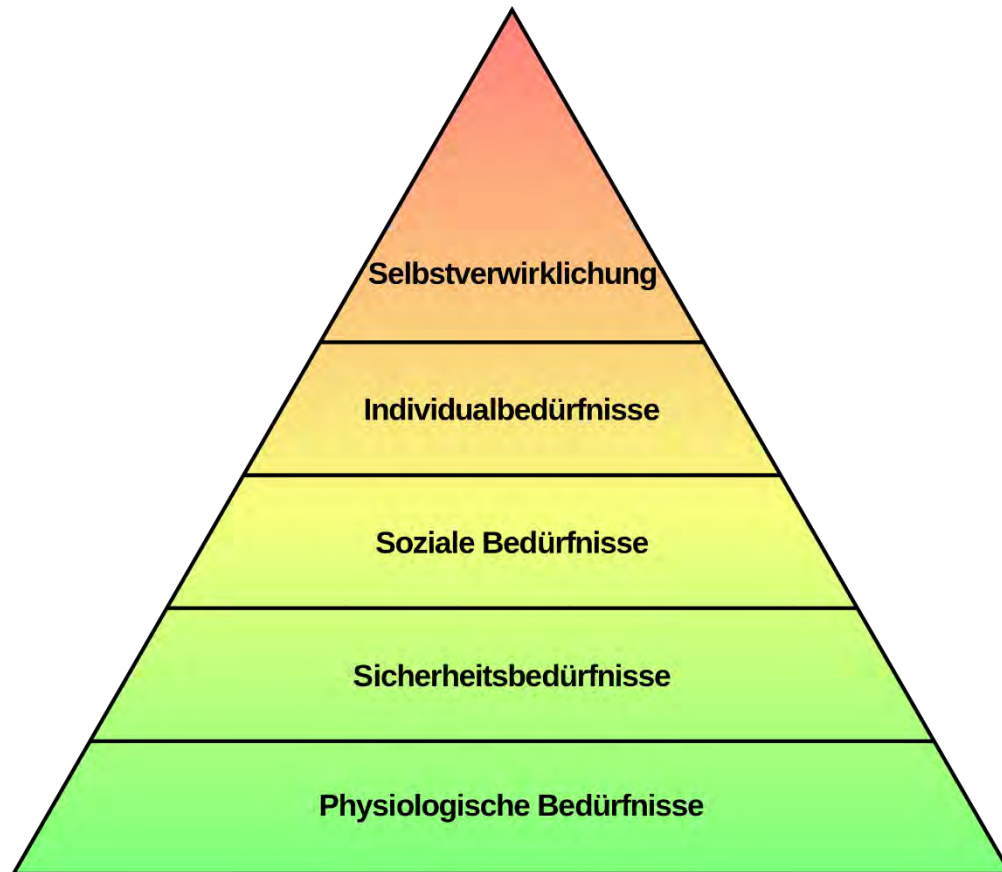 Selbstverwirklichung
Individualbedürfnisse
Soziale Bedürfnisse
Sicherheitsbedürfnisse
Physiologische Bedürfnisse